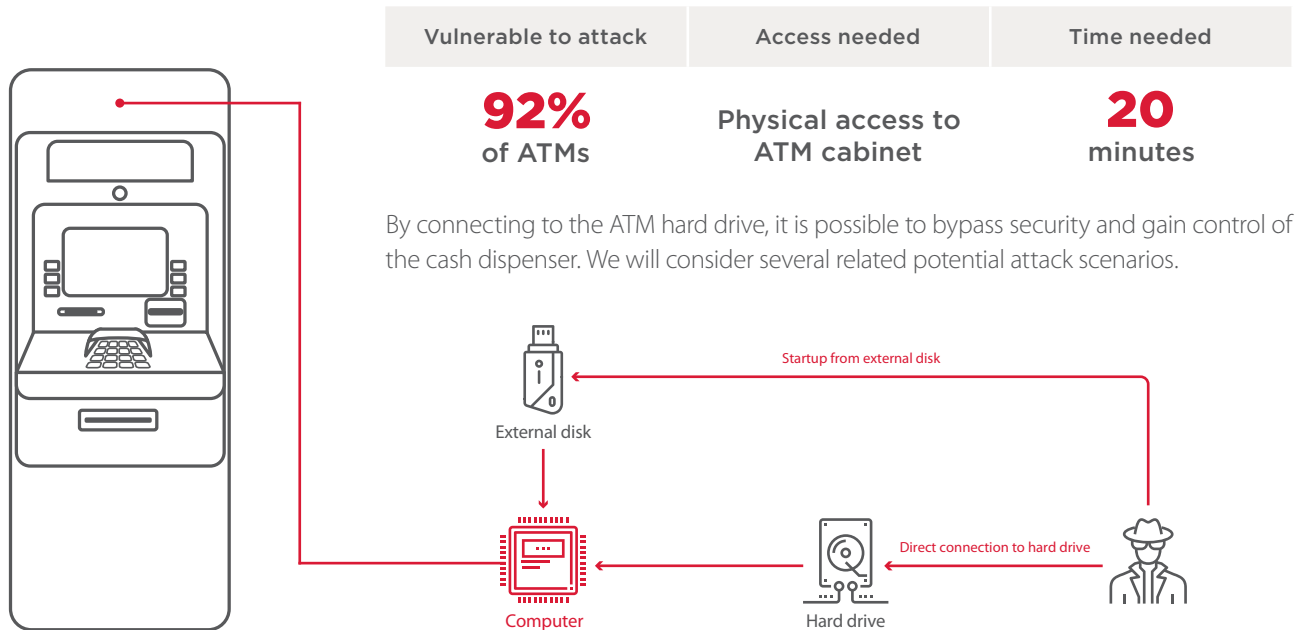 Vulnerable to attack
Access needed
Time needed
92%
of ATMs
Physical access to
ATM cabinet
20
minutes
By connecting to the ATM hard drive, it is possible to bypass security and gain control of
the cash dispenser. We will consider several related potential attack scenarios.
Startup from external disk
External disk
Direct connection to hard drive
Computer
Hard drive